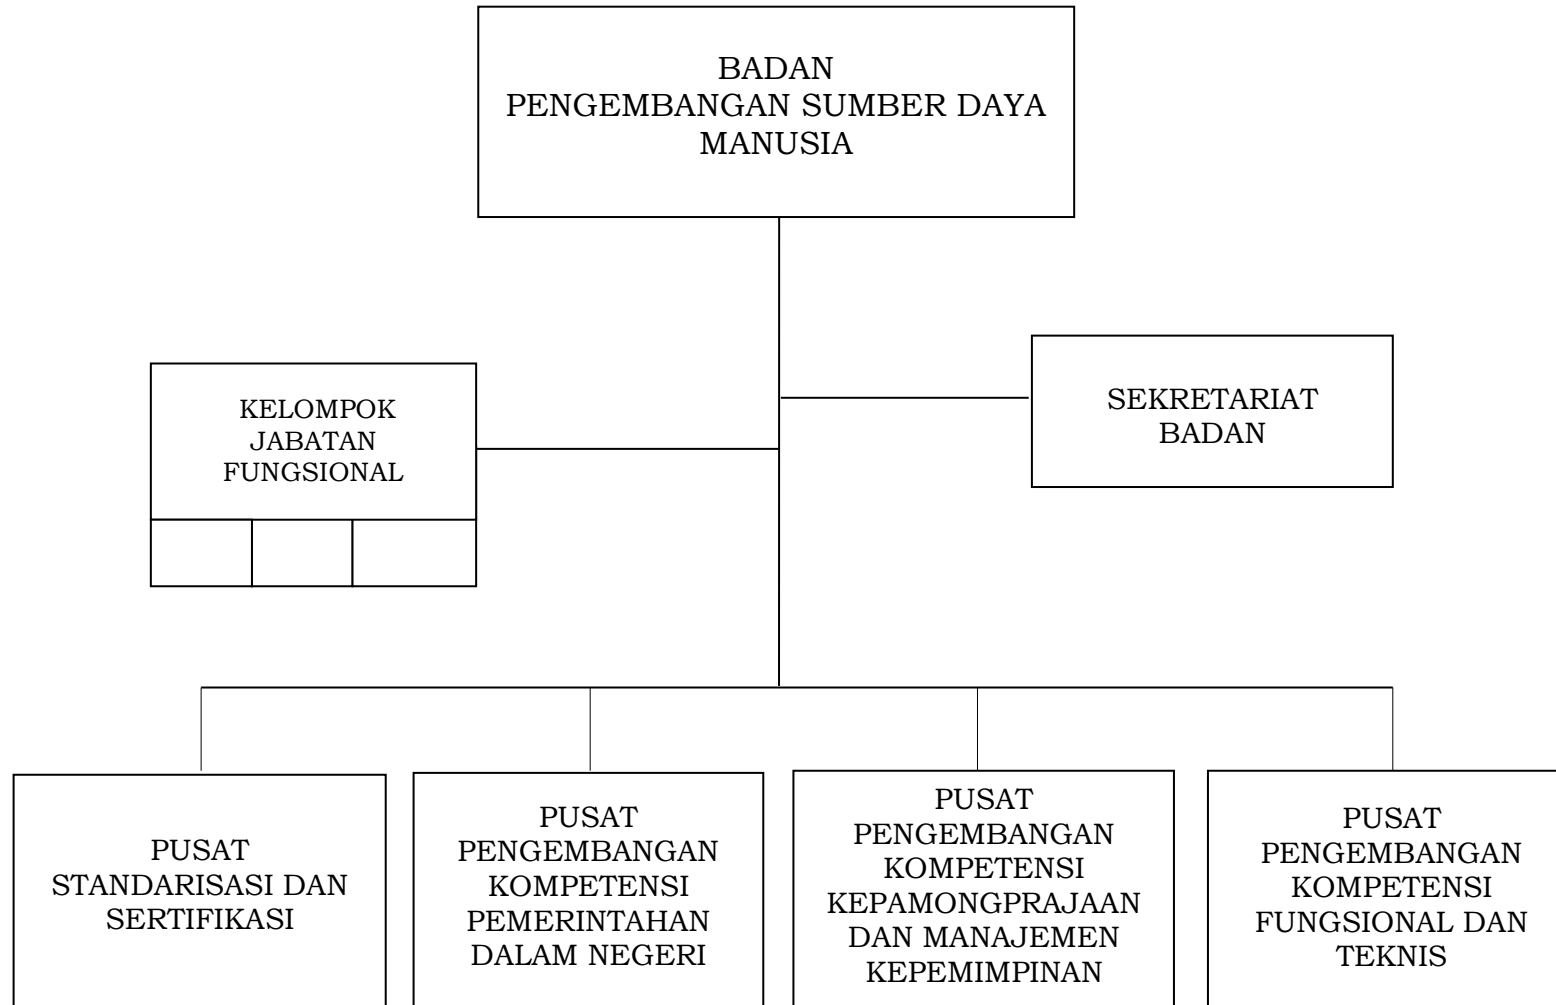 BADAN
PENGEMBANGAN SUMBER DAYA
MANUSIA
KELOMPOK
JABATAN
FUNGSIONAL
SEKRETARIAT
BADAN
PUSAT
STANDARISASI DAN
SERTIFIKASI
PUSAT
PENGEMBANGAN
KOMPETENSI
PEMERINTAHAN
DALAM NEGERI
PUSAT
PENGEMBANGAN
KOMPETENSI
KEPAMONGPRAJAAN
DAN MANAJEMEN
KEPEMIMPINAN
PUSAT
PENGEMBANGAN
KOMPETENSI
FUNGSIONAL DAN
TEKNIS